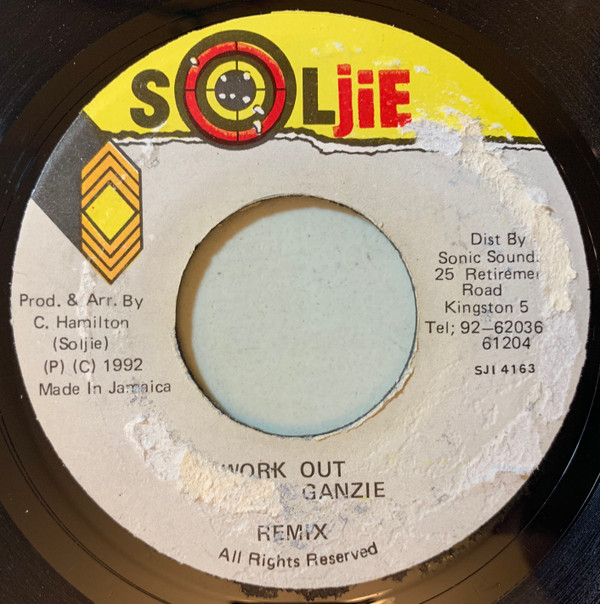 SOLjiE
Prod. & Arr. By
C. Hamilton
(Soljie)
(P) (C) 1992
Made In Jamaica
Dist By
Sonic Sound.
25 Retiremer
Road
Kingston 5
Tel; 92-62036
61204
SJI 4163
WORK OUT
GANZIE
REMIX
All Rights Reserved